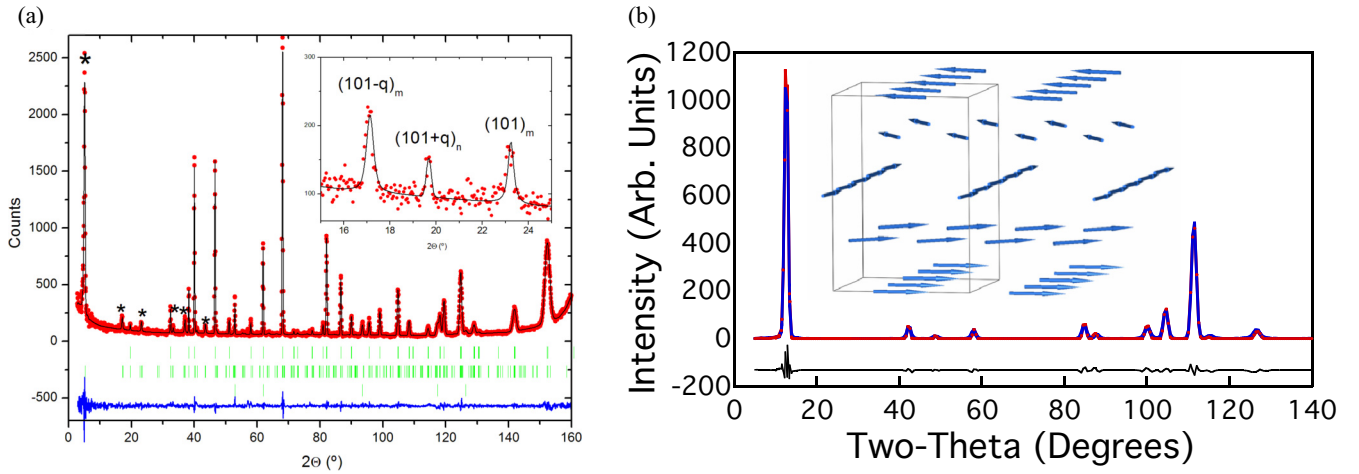 (a)
(b)
2500
2000
1500
1000
500
0
-500
Counts
*
*
*
*
*
*
0 20 40 60 80 100 120 140 160
2Θ (º)
300
200
100
(101-q)m
(101+q)n
(101)m
16 18 20 22 24
2Θ (º)
1200
1000
800
600
400
200
0
-200
Intensity (Arb. Units)
0 20 40 60 80 100 120 140
Two-Theta (Degrees)